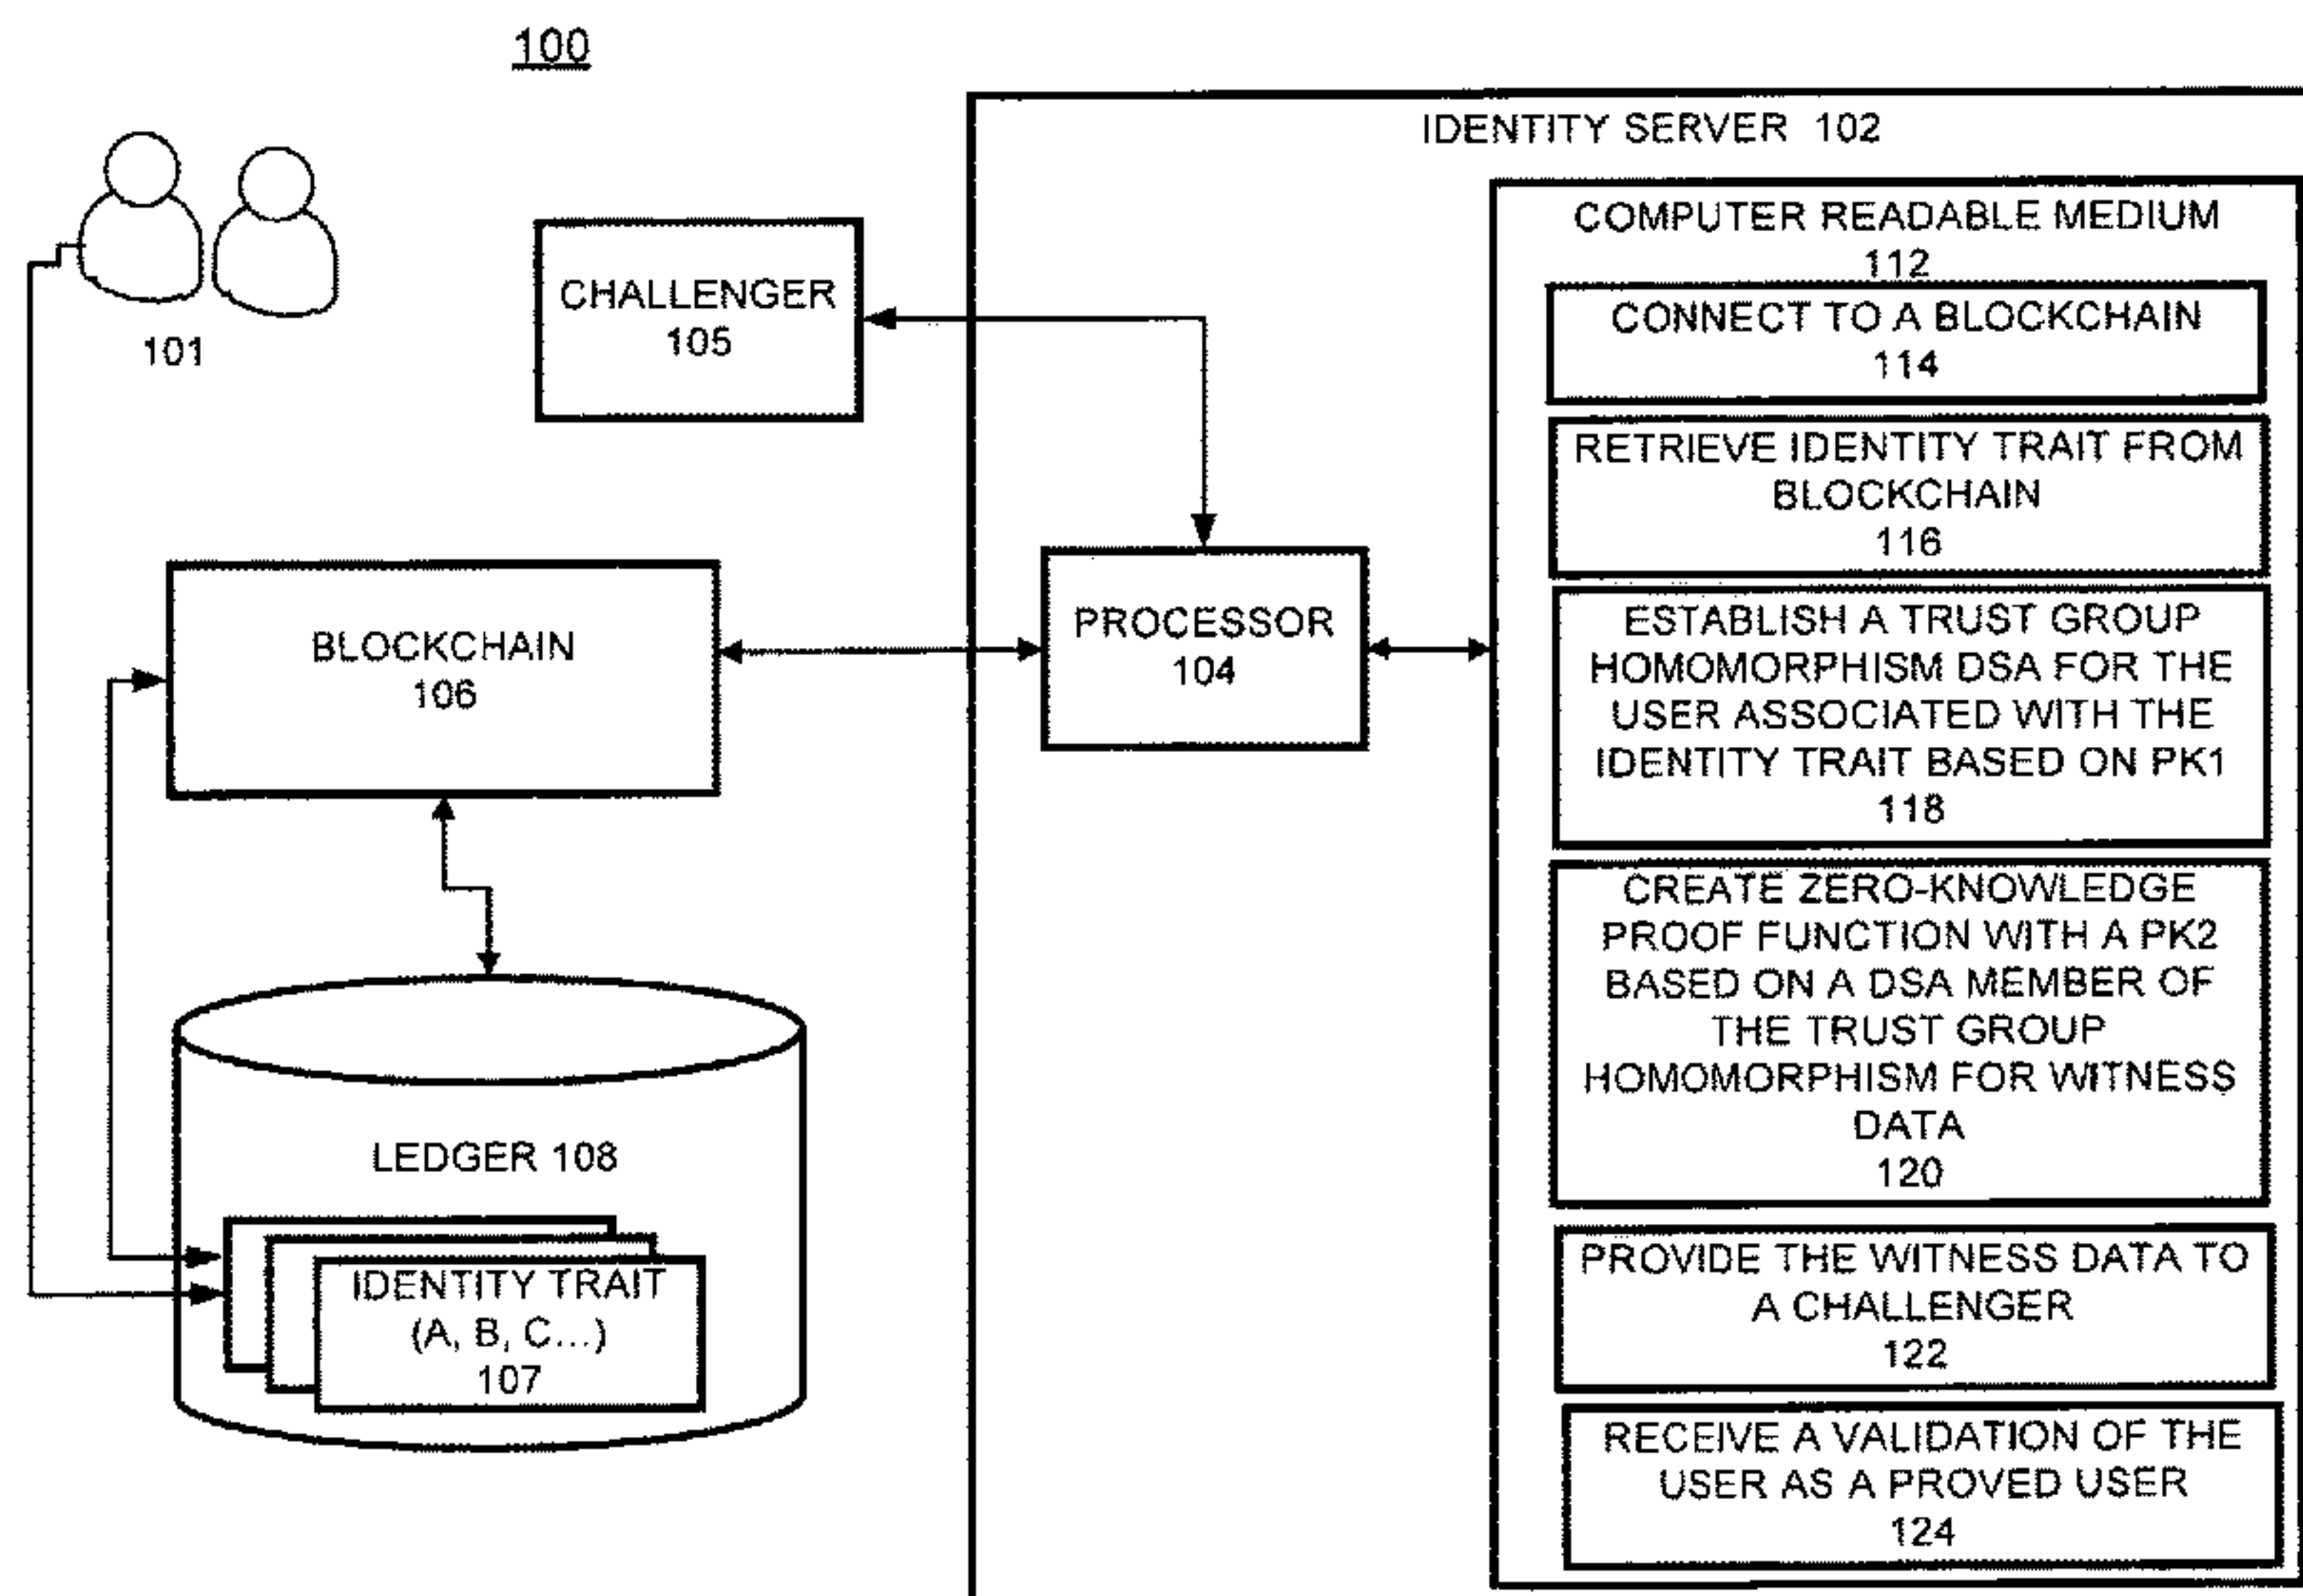 100
IDENTITY SERVER 102
101
CHALLENGER
105
BLOCKCHAIN
106
PROCESSOR
104
LEDGER 108
IDENTITY TRAIT
(A, B, C...)
107
COMPUTER READABLE MEDIUM
112
CONNECT TO A BLOCKCHAIN
114
RETRIEVE IDENTITY TRAIT FROM
BLOCKCHAIN
116
ESTABLISH A TRUST GROUP
HOMOMORPHISM DSA FOR THE
USER ASSOCIATED WITH THE
IDENTITY TRAIT BASED ON PK1
118
CREATE ZERO-KNOWLEDGE
PROOF FUNCTION WITH A PK2
BASED ON A DSA MEMBER OF
THE TRUST GROUP
HOMOMORPHISM FOR WITNESS
DATA
120
PROVIDE THE WITNESS DATA TO
A CHALLENGER
122
RECEIVE A VALIDATION OF THE
USER AS A PROVED USER
124